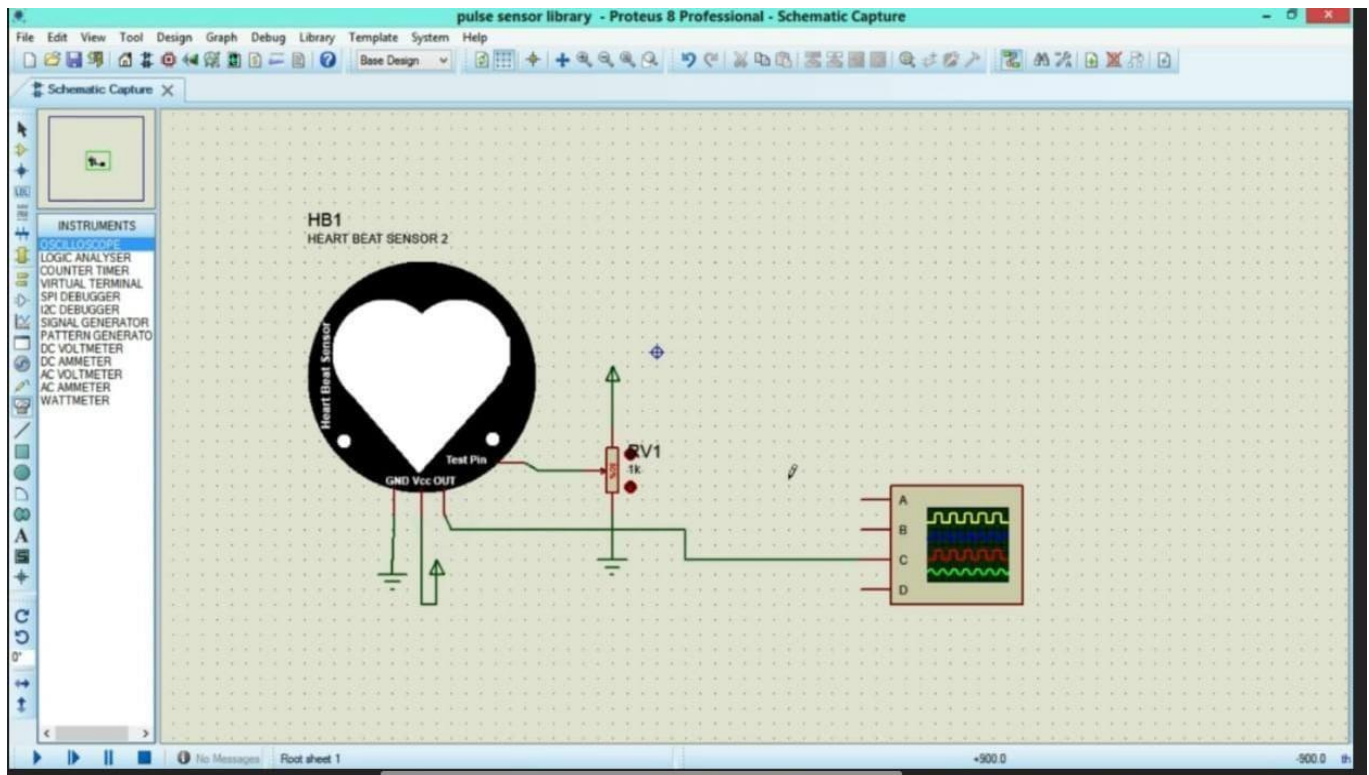 pulse sensor library - Proteus 8 Professional - Schematic Capture
File Edit View Tool Design Graph Debug Library Template System Help
Base Design
Schematic Capture
INSTRUMENTS
OSCILLOSCOPE
LOGIC ANALYSER
COUNTER TIMER
VIRTUAL TERMINAL
SPI DEBUGGER
I2C DEBUGGER
SIGNAL GENERATOR
PATTERN GENERATO
DC VOLTMETER
DC AMMETER
AC VOLTMETER
AC AMMETER
WATTMETER
HB1
HEART BEAT SENSOR 2
Heart Beat Sensor
Test Pin
GND Vcc OUT
RV1
1k
A
B
C
D
0°
No Messages
Root sheet 1
+900.0
-900.0
th